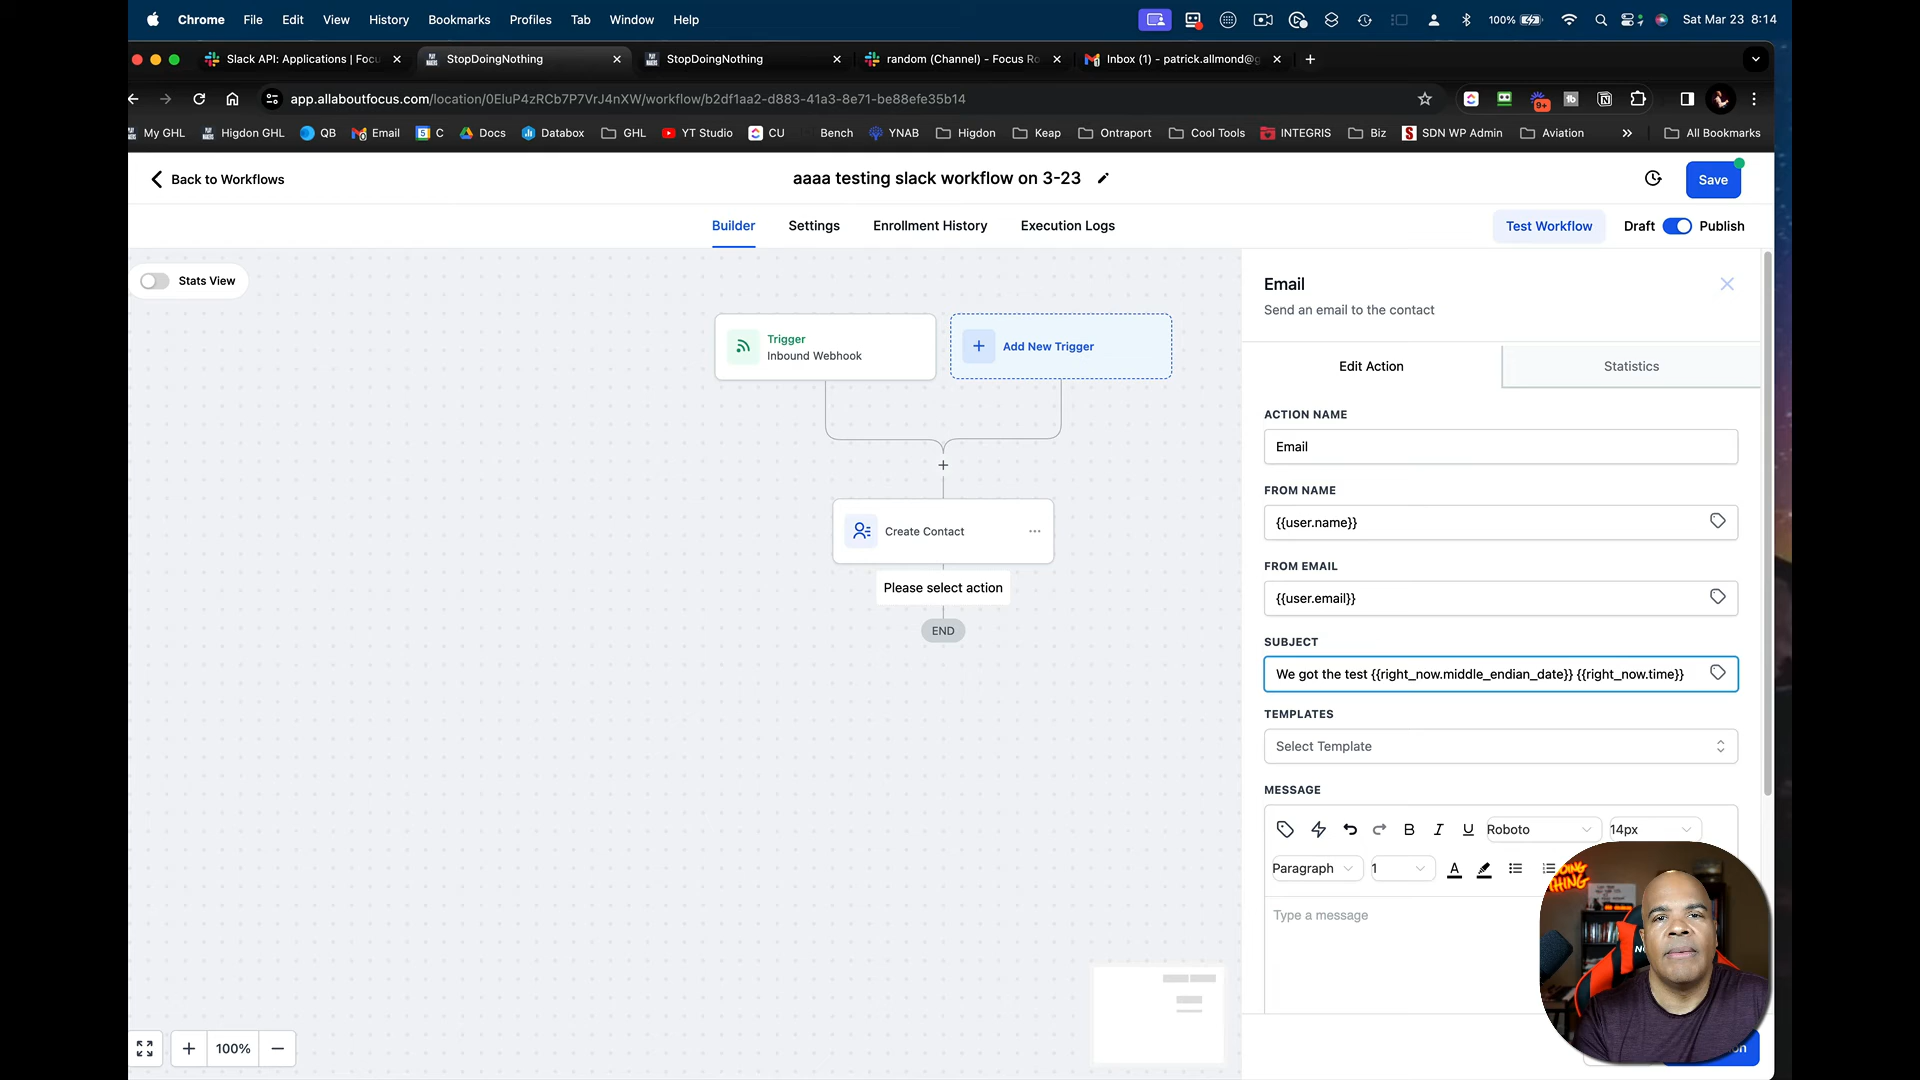 Chrome File Edit View History Bookmarks Profiles Tab Window Help 100% Sat Mar 23 8:14
Slack API: Applications | Focu StopDoingNothing StopDoingNothing random (Channel) - Focus Ro Inbox (1) - patrick.allmond@g
app.allaboutfocus.com/location/0EluP4zRCb7P7VrJ4nXW/workflow/b2df1aa2-d883-41a3-8e71-be88efe35b14 9+
My GHL Higdon GHL QB Email 5 C Docs Databox GHL YT Studio CU Bench YNAB Higdon Keap Ontraport Cool Tools INTEGRIS Biz S SDN WP Admin Aviation » All Bookmarks
Back to Workflows
aaaa testing slack workflow on 3-23
Save
Builder Settings Enrollment History Execution Logs
Test Workflow Draft Publish
Stats View
Trigger
Inbound Webhook
Add New Trigger
Create Contact
Please select action
END
100%
Email
Send an email to the contact
Edit Action Statistics
ACTION NAME
Email
FROM NAME
{{user.name}}
FROM EMAIL
{{user.email}}
SUBJECT
We got the test {{right_now.middle_endian_date}} {{right_now.time}}
TEMPLATES
Select Template
MESSAGE
B I U Roboto 14px
Paragraph 1 A
Type a message